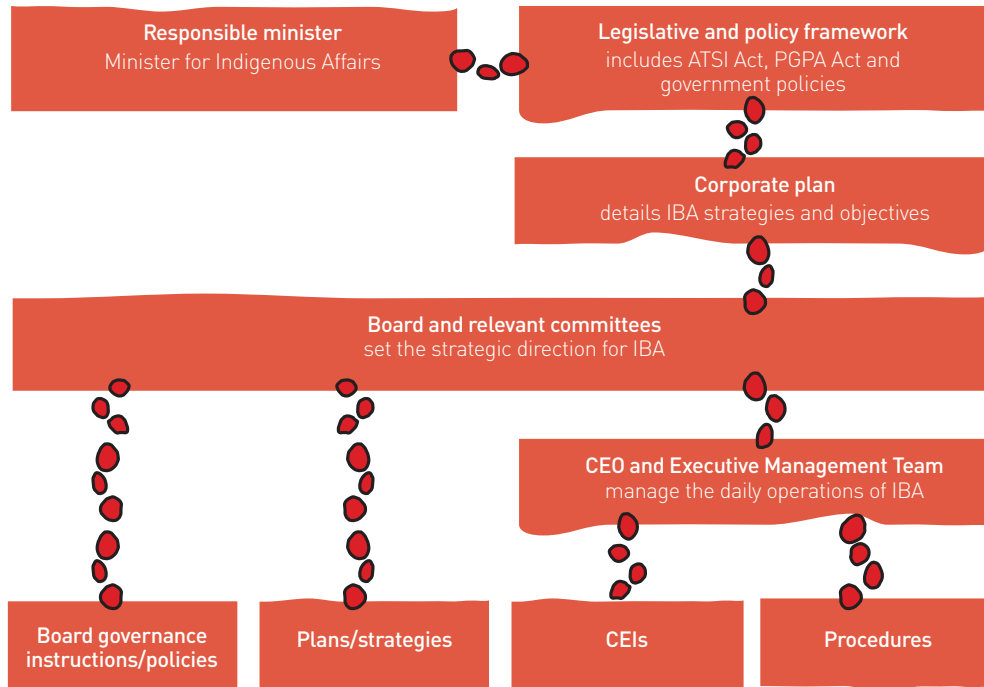 Responsible minister
Minister for Indigenous Affairs
Legislative and policy framework
includes ATSI Act, PGPA Act and
government policies
Corporate plan
details IBA strategies and objectives
Board and relevant committees
set the strategic direction for IBA
CEO and Executive Management Team
manage the daily operations of IBA
Board governance
instructions/policies
Plans/strategies
CEIs
Procedures